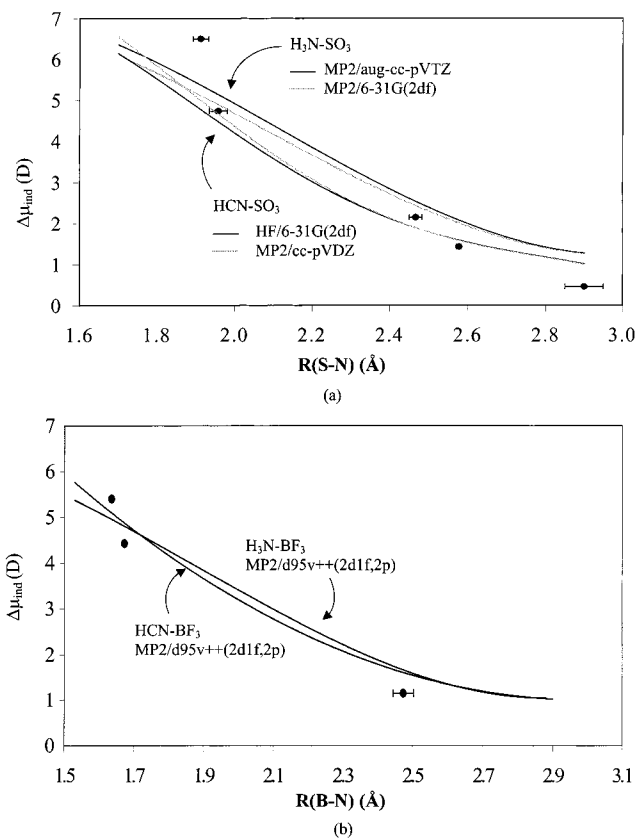 7
6
5
4
3
2
1
0
Δμind (D)
H₃N-SO₃
MP2/aug-cc-pVTZ
MP2/6-31G(2df)
HCN-SO₃
HF/6-31G(2df)
MP2/cc-pVDZ
1.6 1.8 2.0 2.2 2.4 2.6 2.8 3.0
R(S-N) (Å)
(a)
7
6
5
4
3
2
1
0
Δμind (D)
H₃N-BF₃
MP2/d95v++(2d1f,2p)
HCN-BF₃
MP2/d95v++(2d1f,2p)
1.5 1.7 1.9 2.1 2.3 2.5 2.7 2.9 3.1
R(B-N) (Å)
(b)